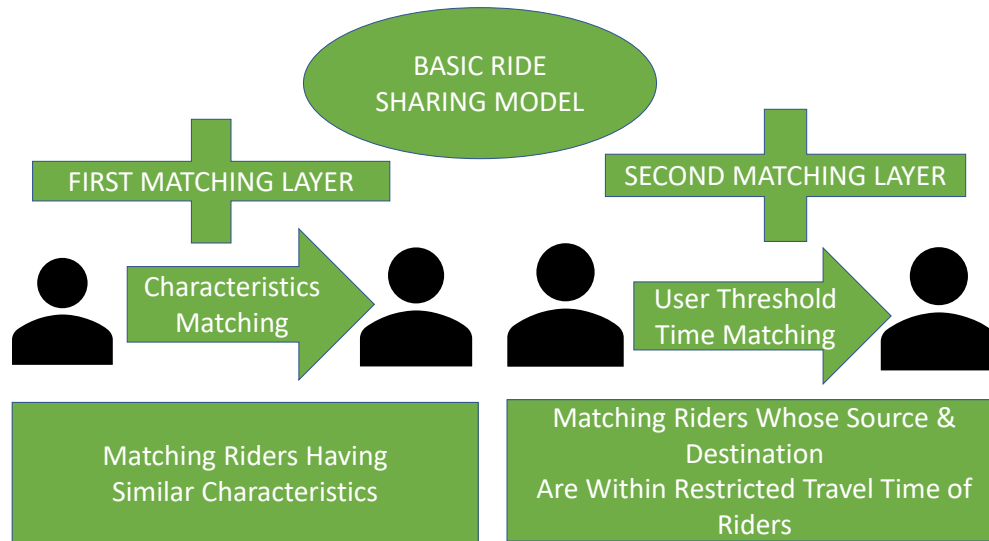 BASIC RIDE
SHARING MODEL
FIRST MATCHING LAYER
SECOND MATCHING LAYER
Characteristics
Matching
User Threshold
Time Matching
Matching Riders Having
Similar Characteristics
Matching Riders Whose Source &
Destination
Are Within Restricted Travel Time of
Riders